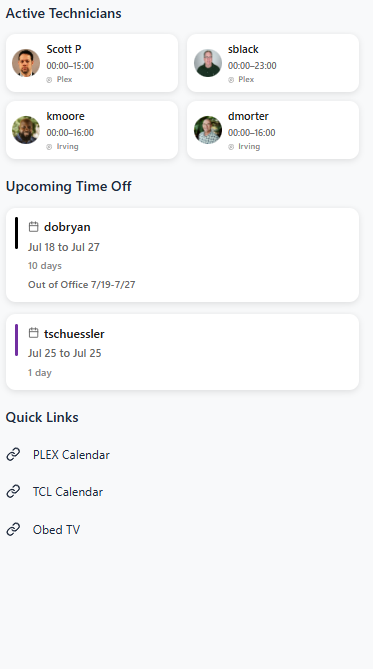 Active Technicians
Scott P
00:00–15:00
Plex
sblack
00:00–23:00
Plex
kmoore
00:00–16:00
Irving
dmorter
00:00–16:00
Irving
Upcoming Time Off
dobryan
Jul 18 to Jul 27
10 days
Out of Office 7/19-7/27
tschuessler
Jul 25 to Jul 25
1 day
Quick Links
PLEX Calendar
TCL Calendar
Obed TV